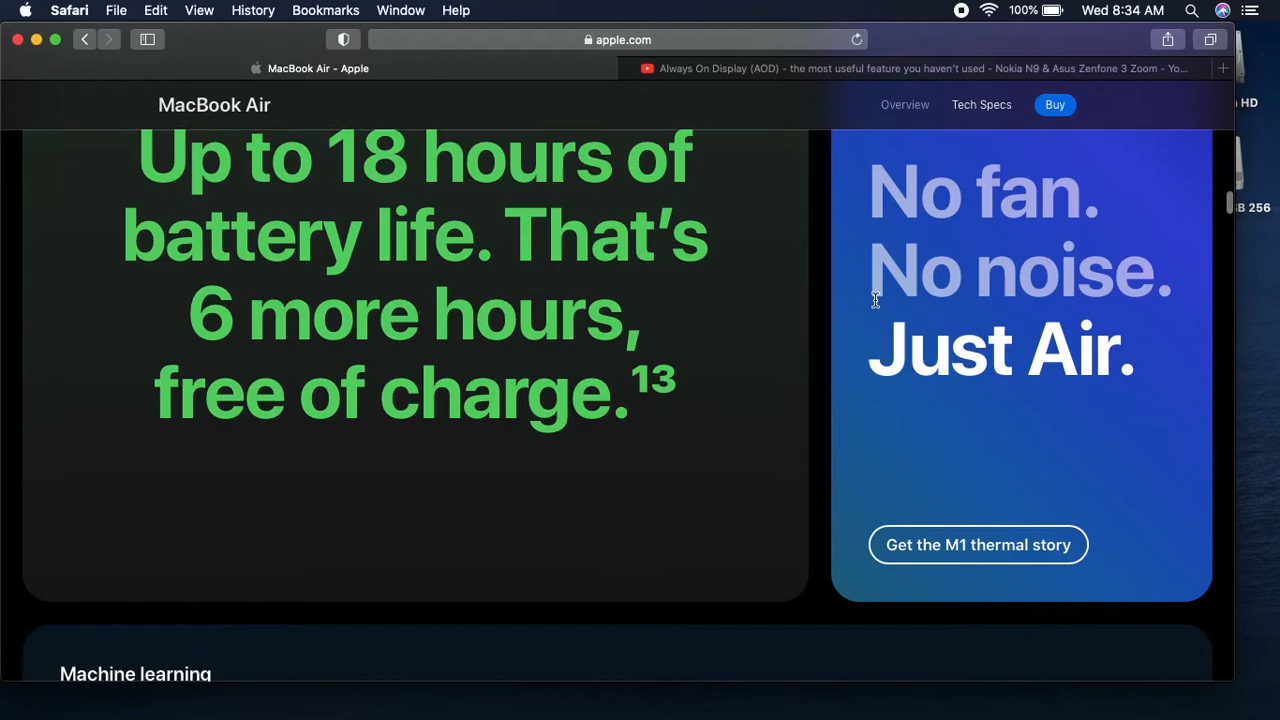 Safari File Edit View History Bookmarks Window Help 100% Wed 8:34 AM
apple.com
MacBook Air - Apple
Always On Display (AOD) - the most useful feature you haven't used - Nokia N9 & Asus Zenfone 3 Zoom - Yo...
HD
MacBook Air
Overview Tech Specs Buy
Up to 18 hours of
battery life. That's
6 more hours,
free of charge.¹³
No fan.
No noise.
Just Air.
Get the M1 thermal story
256
Machine learning